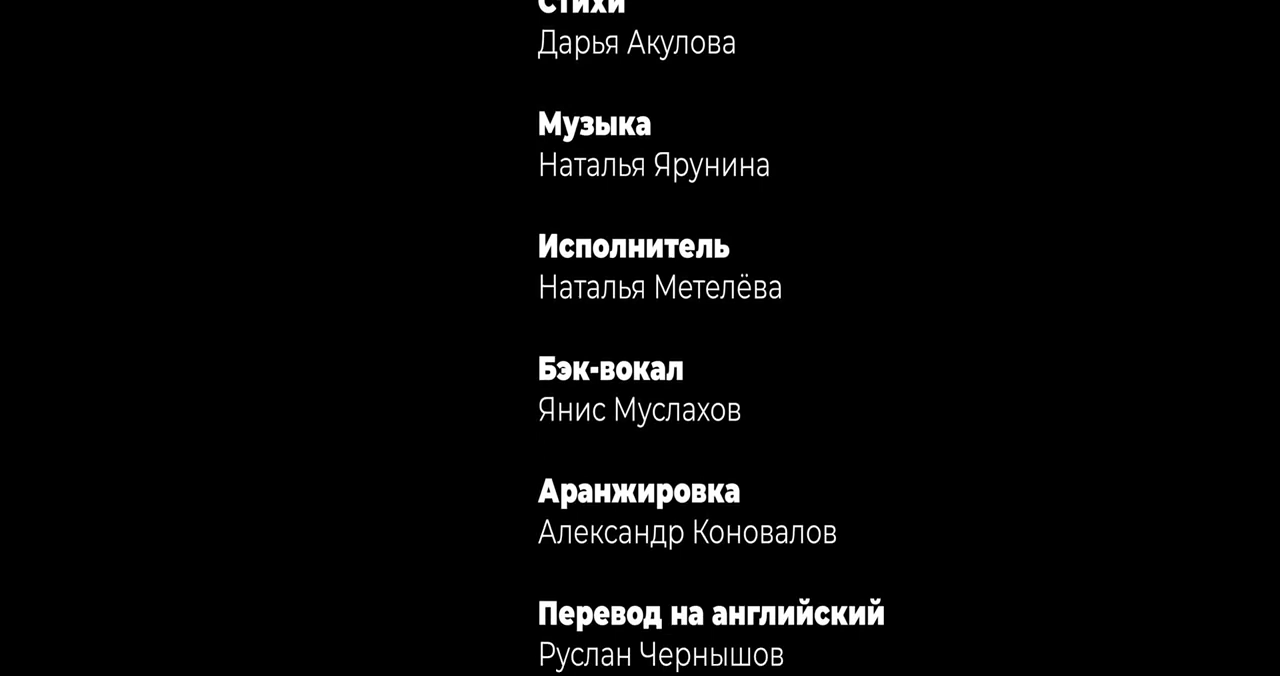 Стихи
Дарья Акулова
Музыка
Наталья Ярунина
Исполнитель
Наталья Метелёва
Бэк-вокал
Янис Муслахов
Аранжировка
Александр Коновалов
Перевод на английский
Руслан Чернышов